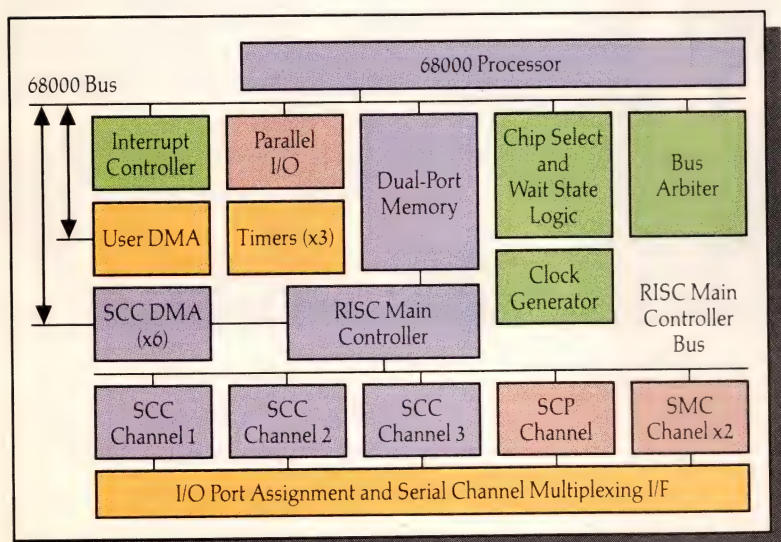 68000 Processor
68000 Bus
Interrupt
Controller
Parallel
I/O
Dual-Port
Memory
Chip Select
and
Wait State
Logic
Bus
Arbiter
User DMA
Timers (x3)
Clock
Generator
SCC DMA
(x6)
RISC Main
Controller
RISC Main
Controller
Bus
SCC
Channel 1
SCC
Channel 2
SCC
Channel 3
SCP
Channel
SMC
Chanel x2
I/O Port Assignment and Serial Channel Multiplexing I/F